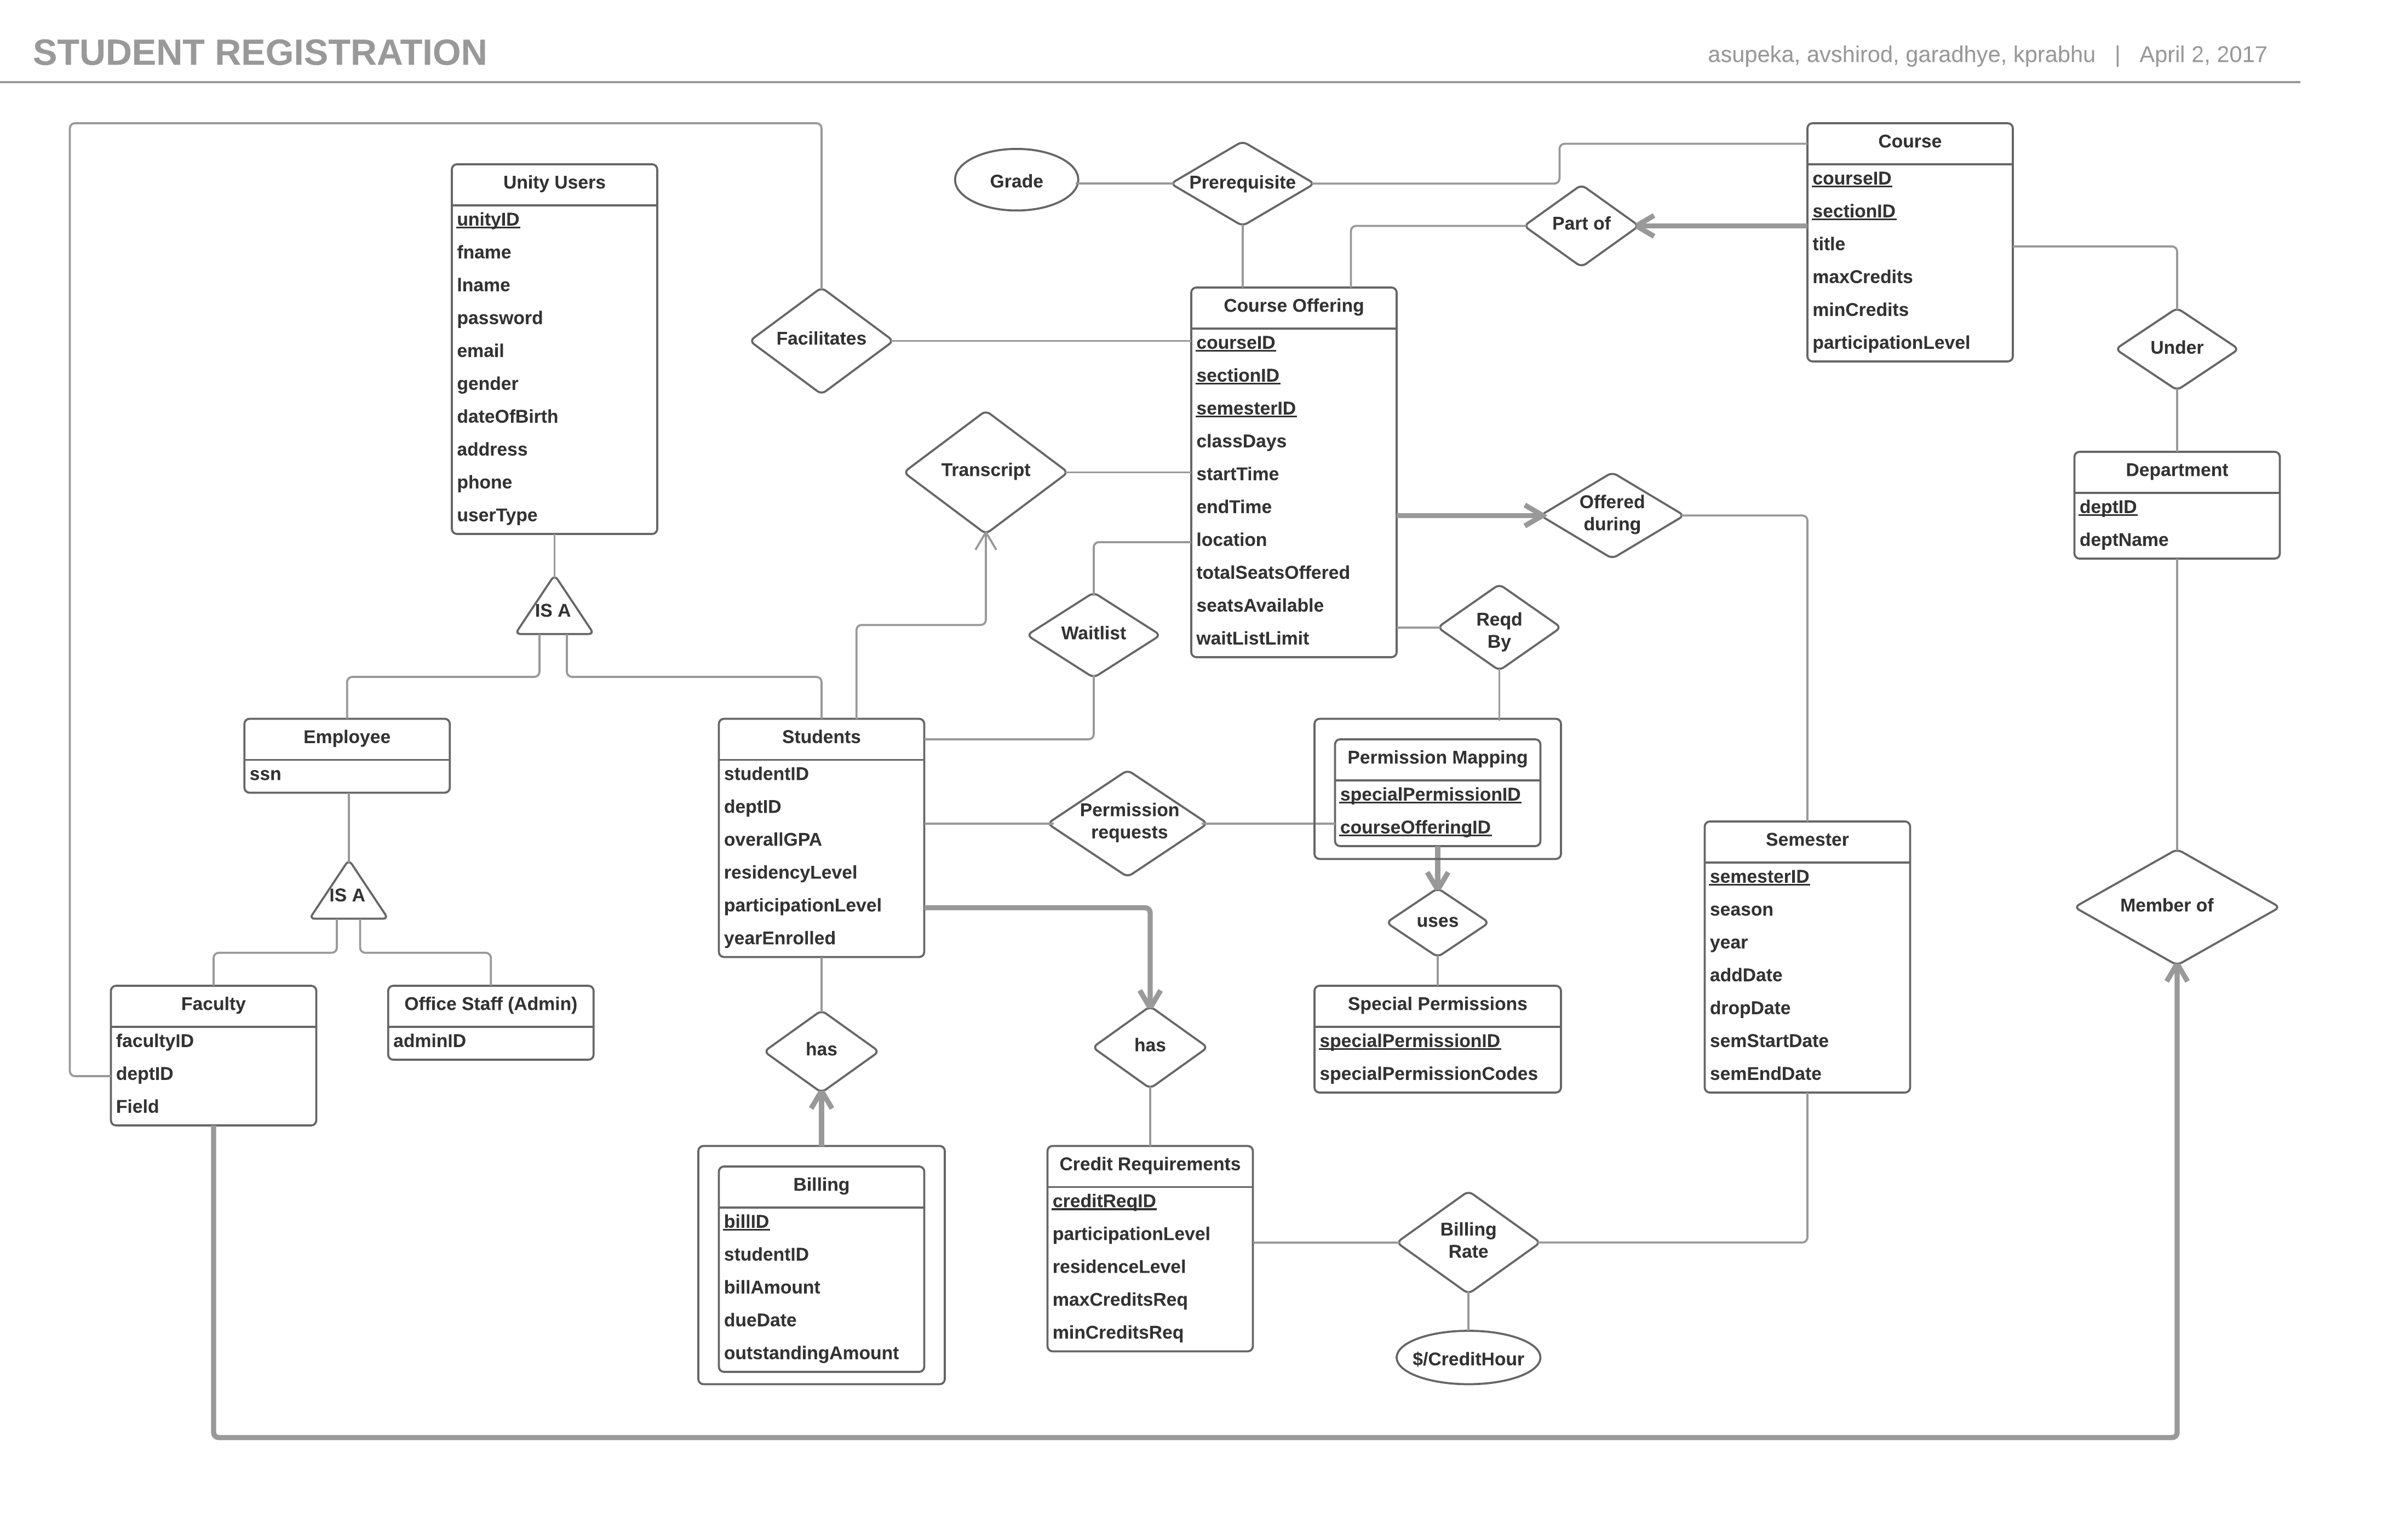 STUDENT REGISTRATION
asupeka, avshirod, garadhye, kprabhu | April 2, 2017
Unity Users
unityID
fname
lname
password
email
gender
dateOfBirth
address
phone
userType
IS A
Grade
Prerequisite
Part of
Course
courseID
sectionID
title
maxCredits
minCredits
participationLevel
Facilitates
Course Offering
courseID
sectionID
semesterID
classDays
startTime
endTime
location
totalSeatsOffered
seatsAvailable
waitListLimit
Under
Transcript
Department
deptID
deptName
Offered
during
Waitlist
Reqd
By
Employee
ssn
IS A
Students
studentID
deptID
overallGPA
residencyLevel
participationLevel
yearEnrolled
Permission
requests
Permission Mapping
specialPermissionID
courseOfferingID
uses
Semester
semesterID
season
year
addDate
dropDate
semStartDate
semEndDate
Member of
Faculty
facultyID
deptID
Field
Office Staff (Admin)
adminID
has
has
Special Permissions
specialPermissionID
specialPermissionCodes
Billing
billID
studentID
billAmount
dueDate
outstandingAmount
Credit Requirements
creditReqID
participationLevel
residenceLevel
maxCreditsReq
minCreditsReq
Billing
Rate
$/CreditHour